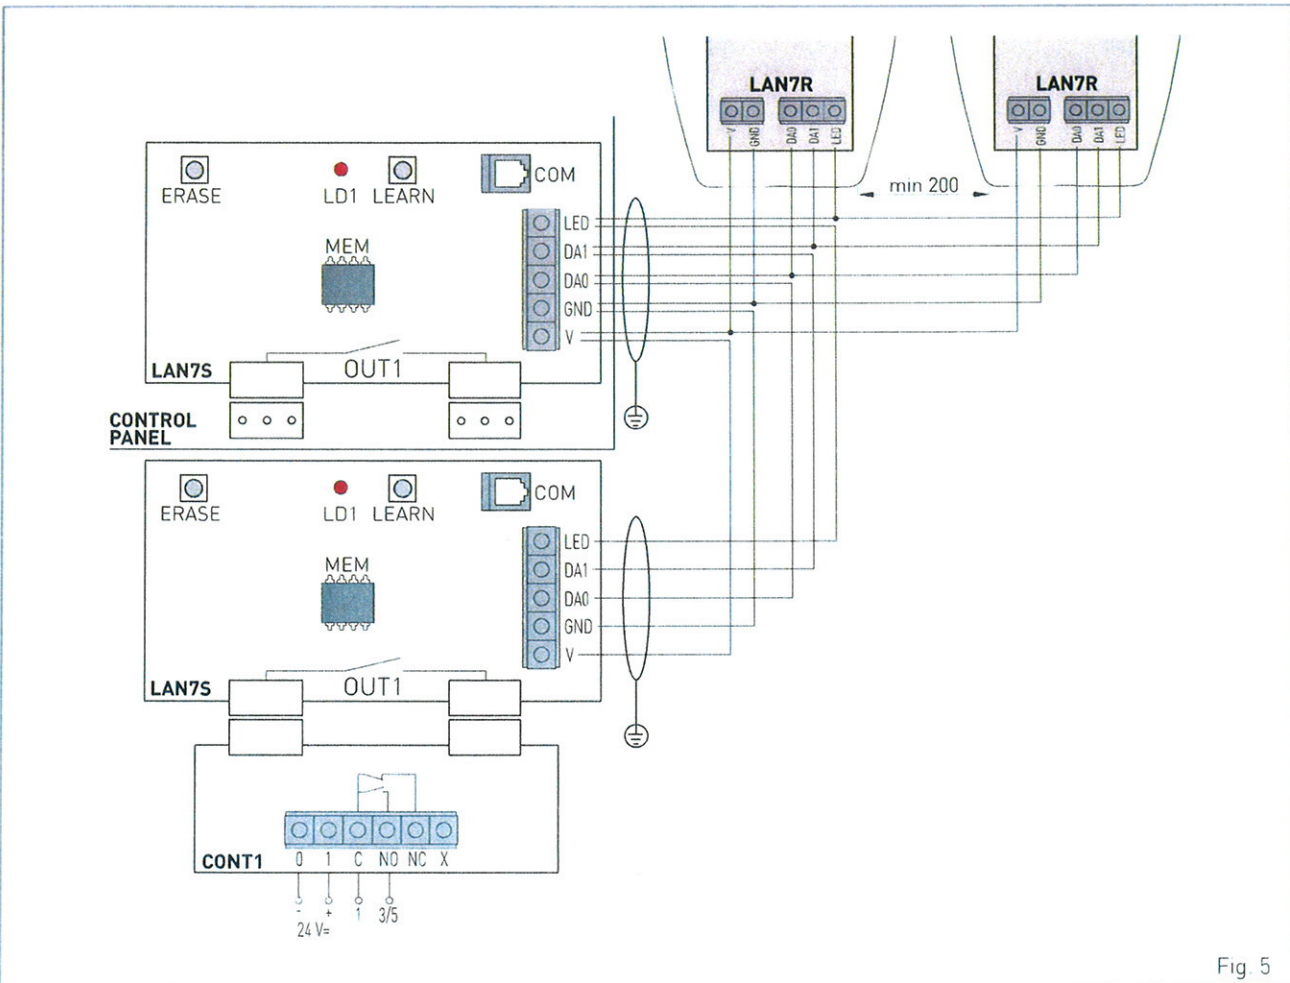 LAN7R
V GND DA0 DA1 LED
LAN7R
V GND DA0 DA1 LED
min 200
ERASE
LD1 LEARN
COM
MEM
LED
DA1
DA0
GND
V
LAN7S
OUT1
CONTROL
PANEL
ERASE
LD1 LEARN
COM
MEM
LED
DA1
DA0
GND
V
LAN7S
OUT1
CONT1
0 1 C NO NC X
- + 1 3/5
24 V=
Fig. 5